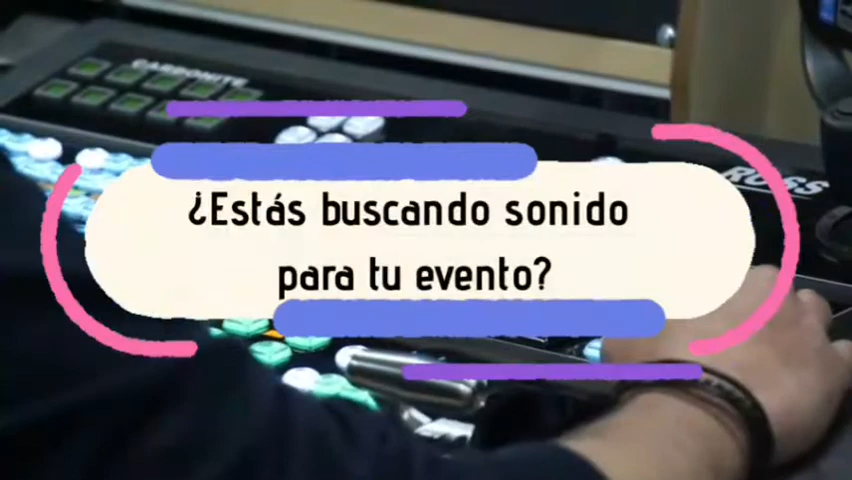 CARBONITE
ROSS
¿Estás buscando sonido
para tu evento?